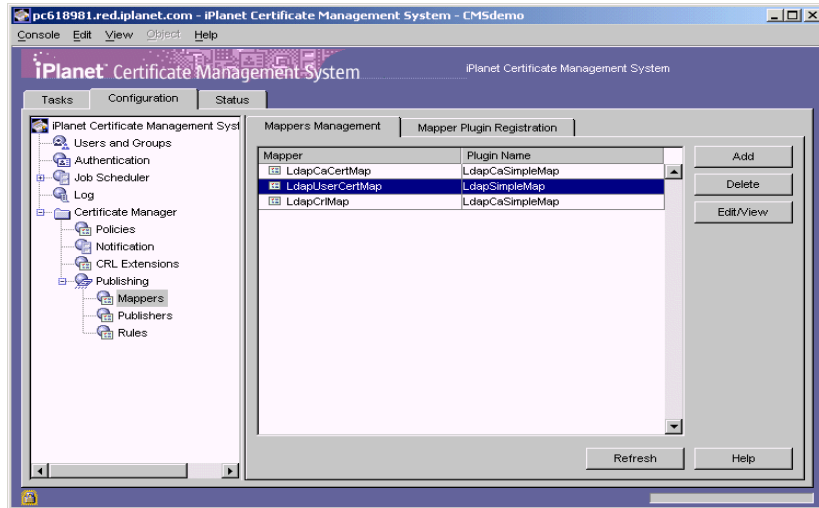 pc618981.red.iplanet.com - iPlanet Certificate Management System - CMSdemo
Console Edit View Object Help
iPlanet Certificate Management System
iPlanet Certificate Management System
Tasks Configuration Status
iPlanet Certificate Management Syst
Users and Groups
Authentication
Job Scheduler
Log
Certificate Manager
Policies
Notification
CRL Extensions
Publishing
Mappers
Publishers
Rules
Mappers Management Mapper Plugin Registration
Mapper Plugin Name
LdapCaCertMap LdapCaSimpleMap
LdapUserCertMap LdapSimpleMap
LdapCrlMap LdapCaSimpleMap
Add
Delete
Edit/View
Refresh Help